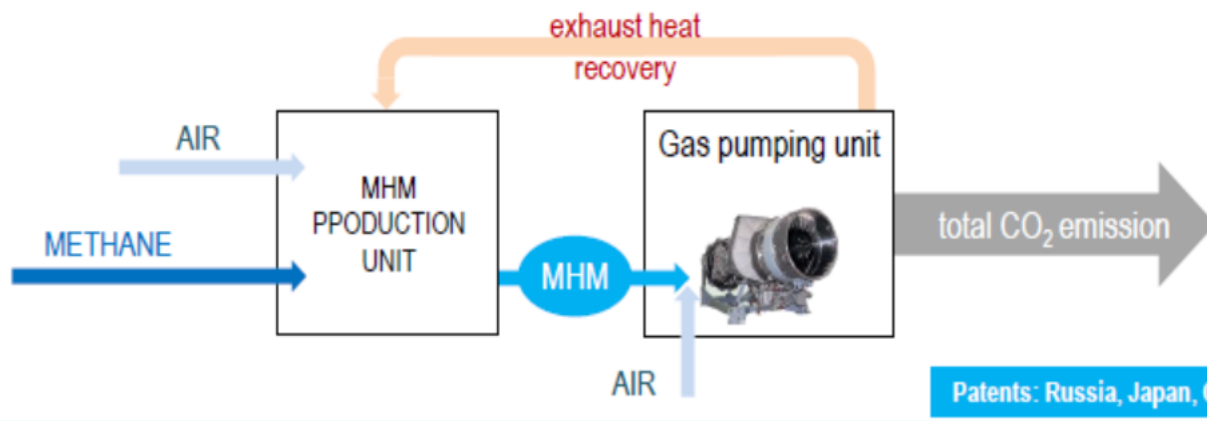 exhaust heat
recovery
AIR
METHANE
MHM
PPODUCTION
UNIT
MHM
Gas pumping unit
AIR
total CO₂ emission
Patents: Russia, Japan,